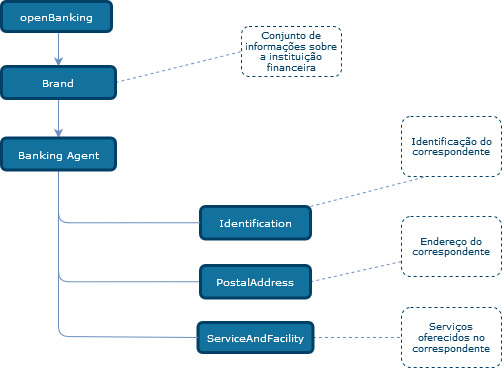 openBanking
Conjunto de
informações sobre
a instituição
financeira
Brand
Banking Agent
Identificação do
correspondente
Identification
Endereço do
correspondente
PostalAddress
Serviços
oferecidos no
correspondente
ServiceAndFacility